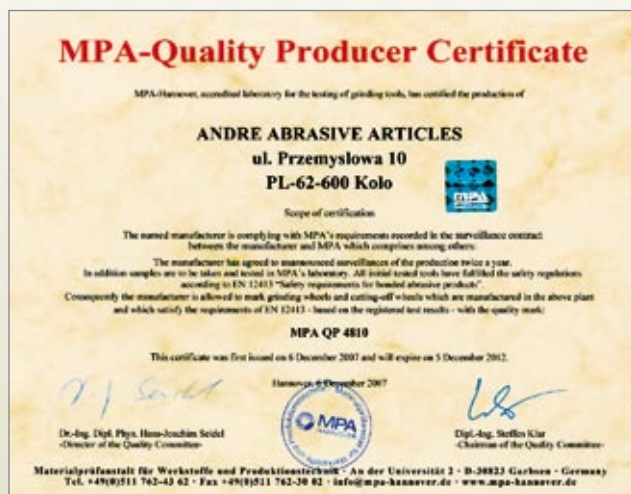 MPA-Quality Producer Certificate
MPA-Hannover, accredited laboratory for the testing of grinding tools, has certified the production of
ANDRE ABRASIVE ARTICLES
ul. Przemyslowa 10
PL-62-600 Kolo
MPA
Scope of certification
The named manufacturer is complying with MPA's requirements recorded in the surveillance contract
between the manufacturer and MPA which comprises among others:
The manufacturer has agreed to unannounced surveillances of the production twice a year.
In addition samples are to be taken and tested in MPA's laboratory. All initial tested tools have fulfilled the safety regulations
according to EN 12413 "Safety requirements for bonded abrasive products".
Consequently the manufacturer is allowed to mark grinding wheels and cutting-off wheels which are manufactured in the above plant
and which satisfy the requirements of EN 12413 - based on the registered test results - with the quality mark:
MPA QP 4810
This certificate was first issued on 6 December 2002 and will expire on 5 December 2012.
Hannover, 6 December 2007
MPA
HANNOVER
Dr.-Ing. Dipl. Phys. Hans-Joachim Seidel
-Director of the Quality Committee-
Dipl.-Ing. Steffen Klar
-Chairman of the Quality Committee-
Materialprüfanstalt für Werkstoffe und Produktionstechnik · An der Universität 2 · D-30823 Garbsen · Germany
Tel. +49(0)511 762-43 62 · Fax +49(0)511 762-30 02 · info@mpa-hannover.de · www.mpa-hannover.de